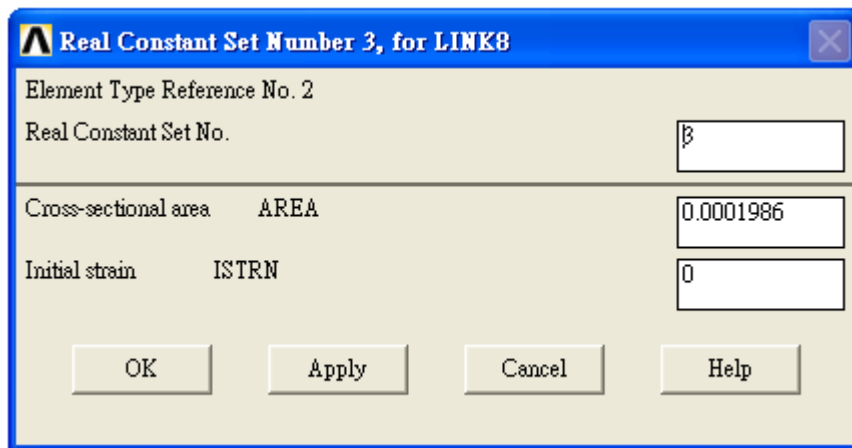 Real Constant Set Number 3, for LINK8
Element Type Reference No. 2
Real Constant Set No. 3
Cross-sectional area AREA 0.0001986
Initial strain ISTRN 0
OK Apply Cancel Help